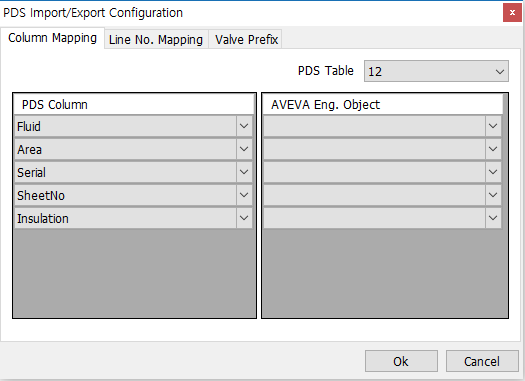 PDS Import/Export Configuration
x
Column Mapping Line No. Mapping Valve Prefix
PDS Table 12
PDS Column AVEVA Eng. Object
Fluid
Area
Serial
SheetNo
Insulation
Ok Cancel